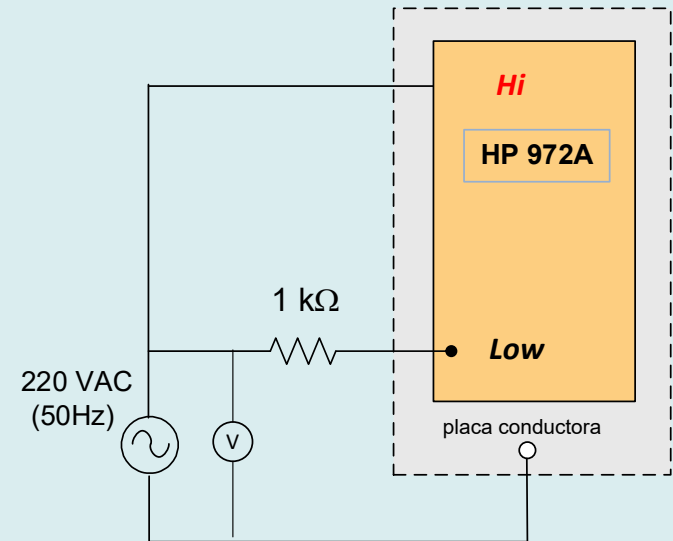 Hi
HP 972A
1 kΩ
Low
220 VAC
(50Hz)
V
placa conductora